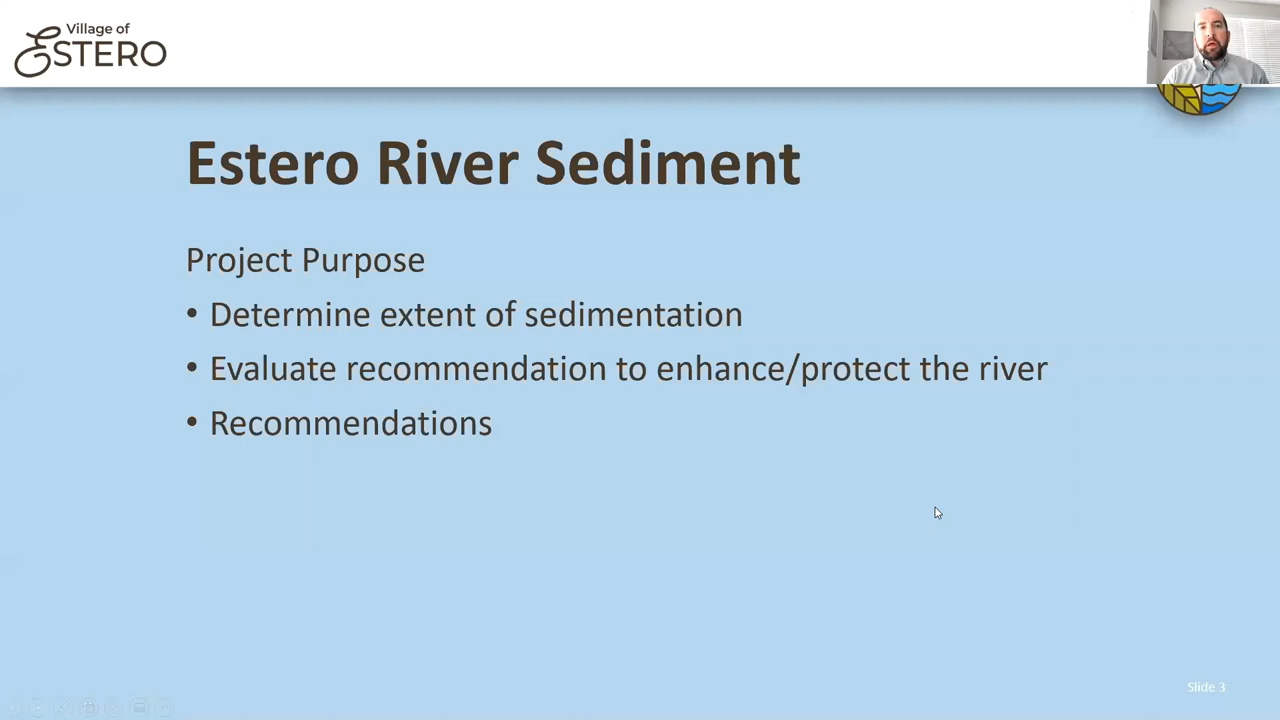 Village of
ESTERO
Estero River Sediment
Project Purpose
• Determine extent of sedimentation
• Evaluate recommendation to enhance/protect the river
• Recommendations
Slide 3